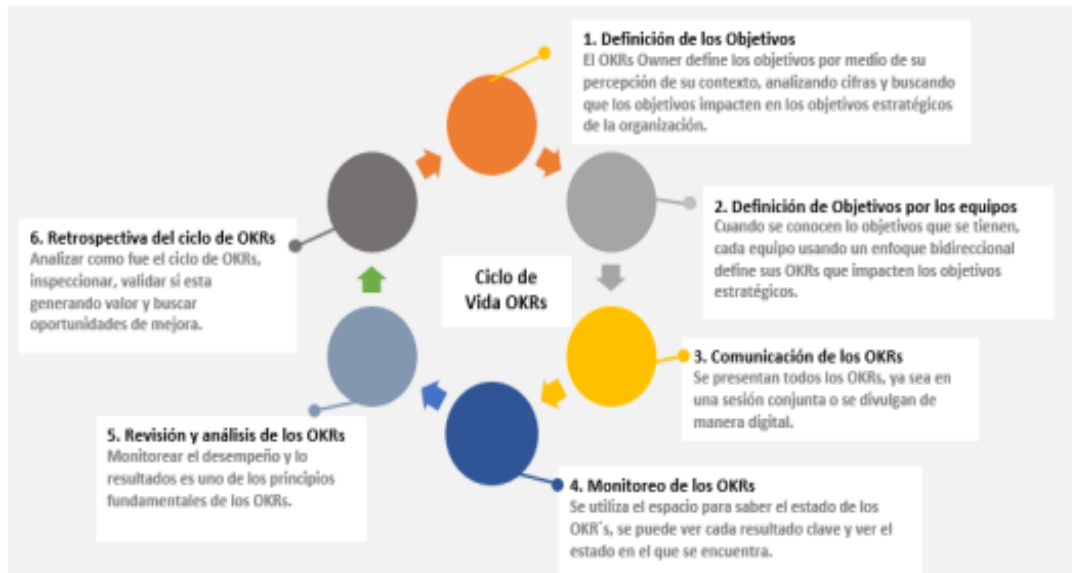 1. Definición de los Objetivos
El OKRs Owner define los objetivos por medio de su
percepción de su contexto, analizando cifras y buscando
que los objetivos impacten en los objetivos estratégicos
de la organización.
2. Definición de Objetivos por los equipos
Cuando se conocen lo objetivos que se tienen,
cada equipo usando un enfoque bidireccional
define sus OKRs que impacten los objetivos
estratégicos.
3. Comunicación de los OKRs
Se presentan todos los OKRs, ya sea en
una sesión conjunta o se divulgan de
manera digital.
4. Monitoreo de los OKRs
Se utiliza el espacio para saber el estado de los
OKR´s, se puede ver cada resultado clave y ver el
estado en el que se encuentra.
5. Revisión y análisis de los OKRs
Monitorear el desempeño y lo
resultados es uno de los principios
fundamentales de los OKRs.
6. Retrospectiva del ciclo de OKRs
Analizar como fue el ciclo de OKRs,
inspeccionar, validar si esta
generando valor y buscar
oportunidades de mejora.
Ciclo de
Vida OKRs